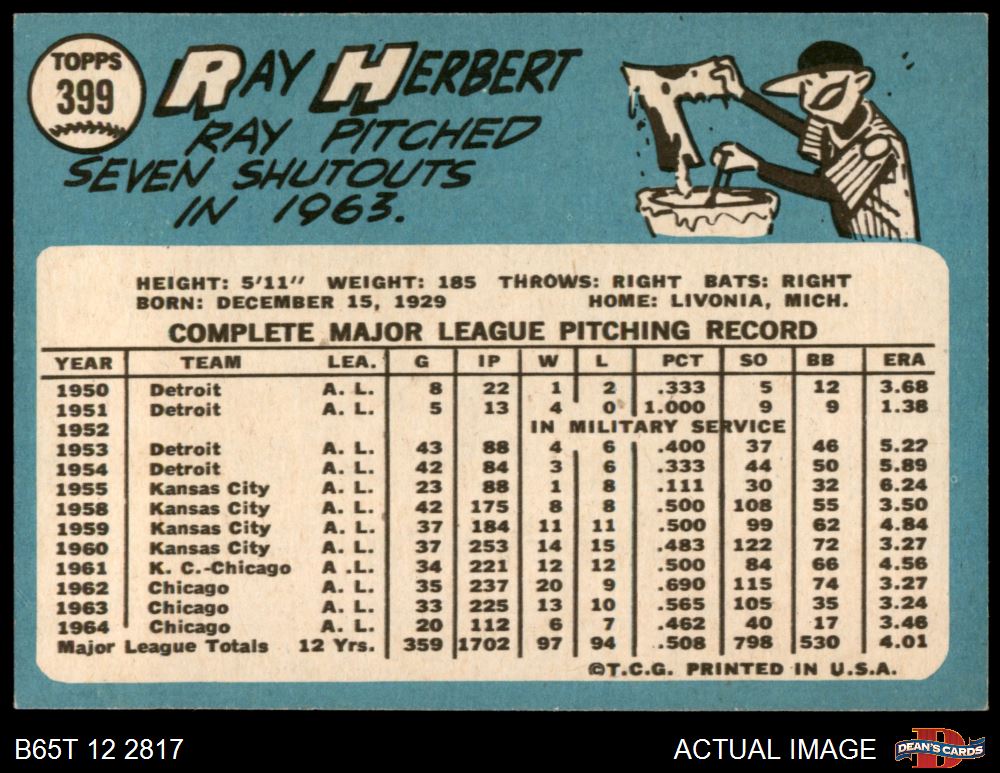 TOPPS
399
RAY HERBERT
RAY PITCHED
SEVEN SHUTOUTS
IN 1963.
HEIGHT: 5'11" WEIGHT: 185 THROWS: RIGHT BATS: RIGHT
BORN: DECEMBER 15, 1929 HOME: LIVONIA, MICH.
COMPLETE MAJOR LEAGUE PITCHING RECORD
YEAR TEAM LEA. G IP W L PCT SO BB ERA
1950 Detroit A. L. 8 22 1 2 .333 5 12 3.68
1951 Detroit A. L. 5 13 4 0 1.000 9 9 1.38
1952 IN MILITARY SERVICE
1953 Detroit A. L. 43 88 4 6 .400 37 46 5.22
1954 Detroit A. L. 42 84 3 6 .333 44 50 5.89
1955 Kansas City A. L. 23 88 1 8 .111 30 32 6.24
1958 Kansas City A. L. 42 175 8 8 .500 108 55 3.50
1959 Kansas City A. L. 37 184 11 11 .500 99 62 4.84
1960 Kansas City A. L. 37 253 14 15 .483 122 72 3.27
1961 K. C.-Chicago A .L. 34 221 12 12 .500 84 66 4.56
1962 Chicago A. L. 35 237 20 9 .690 115 74 3.27
1963 Chicago A. L. 33 225 13 10 .565 105 35 3.24
1964 Chicago A. L. 20 112 6 7 .462 40 17 3.46
Major League Totals 12 Yrs. 359 1702 97 94 .508 798 530 4.01
©T.C.G. PRINTED IN U.S.A.
B65T 12 2817 ACTUAL IMAGE
D
DEAN'S CARDS